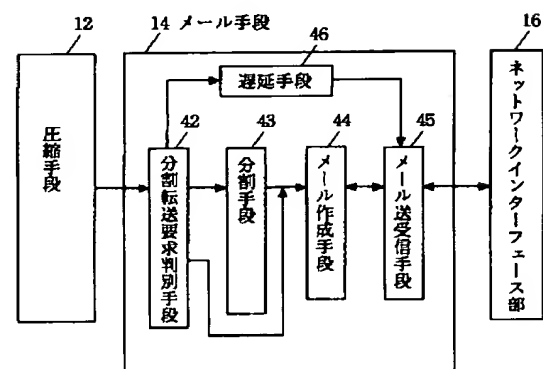 12
14 メール手段
46
16
遅延手段
42
43
44
45
圧縮手段
分割転送要求判別手段
分割手段
メール作成手段
メール送受信手段
ネットワークインターフェース部